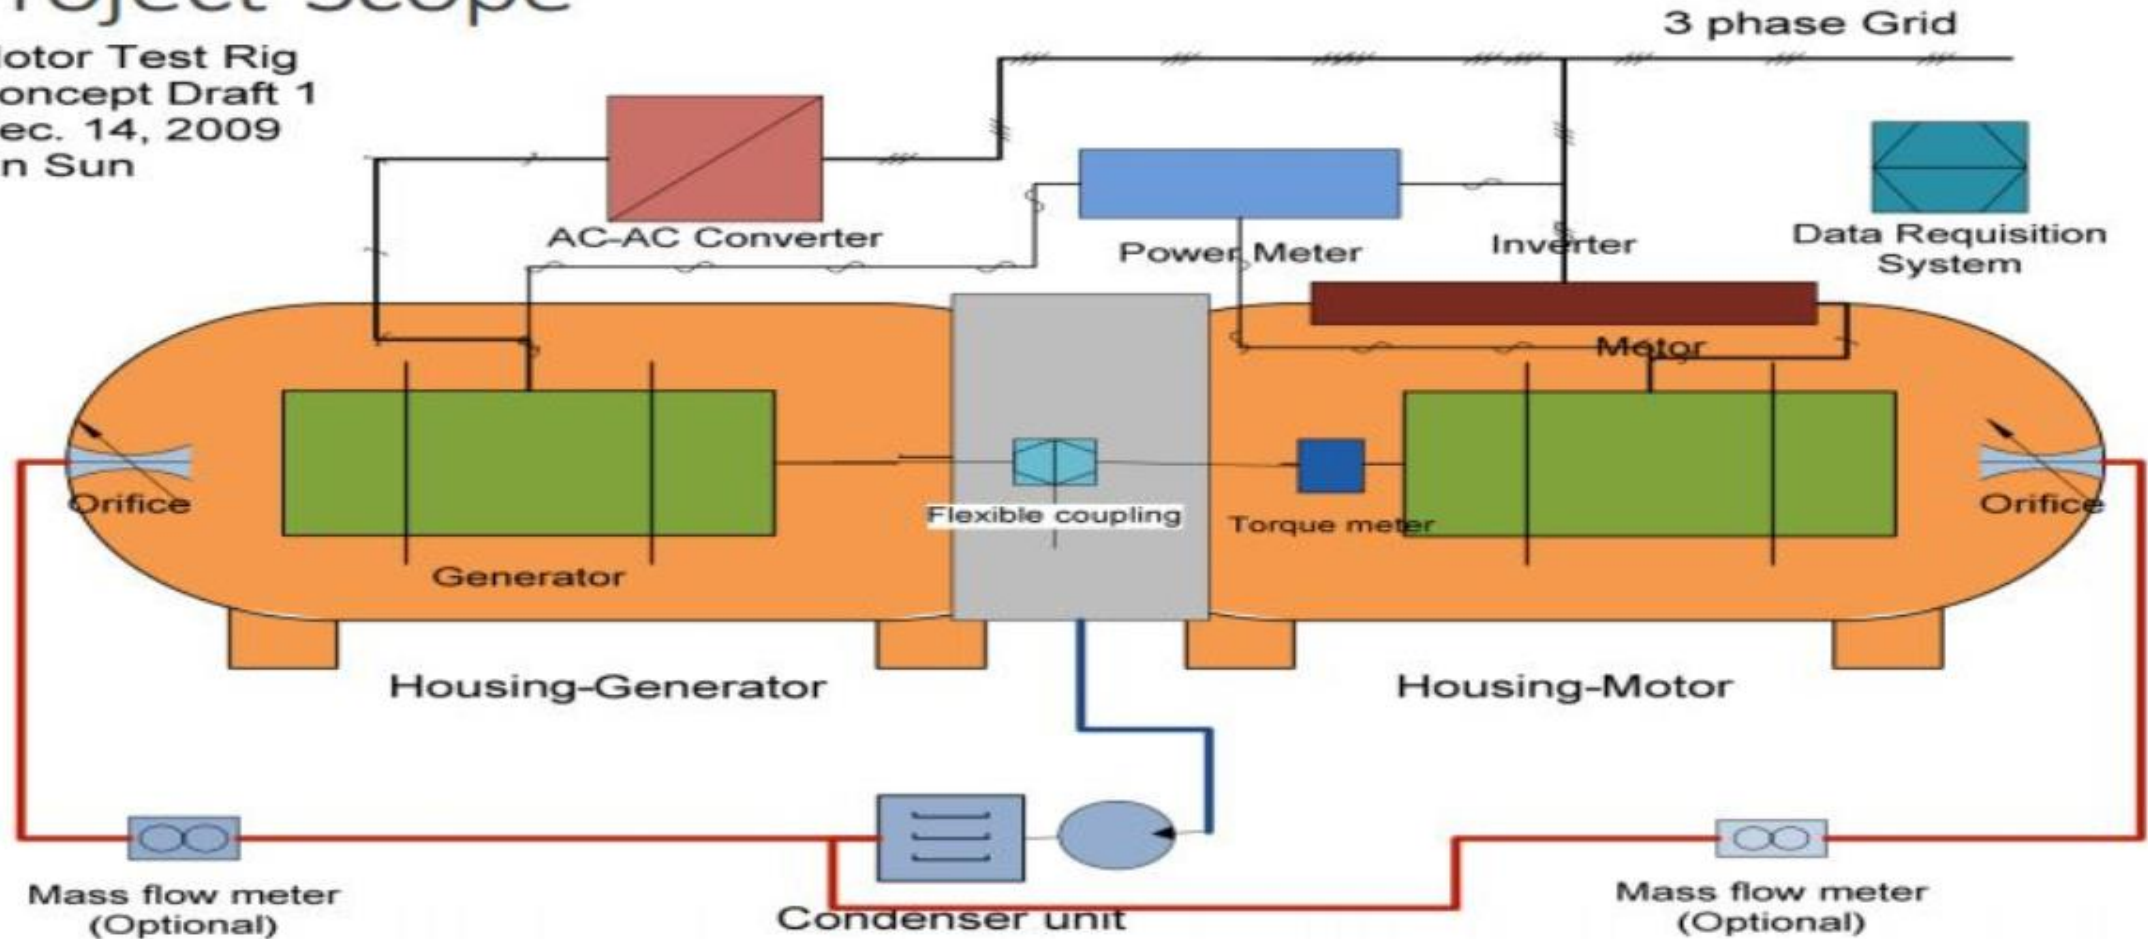 roject Scope
3 phase Grid
otor Test Rig
oncept Draft 1
ec. 14, 2009
n Sun
AC-AC Converter
Power Meter
Inverter
Data Requisition
System
Motor
Orifice
Flexible coupling
Torque meter
Orifice
Generator
Housing-Generator
Housing-Motor
Mass flow meter
(Optional)
Condenser unit
Mass flow meter
(Optional)